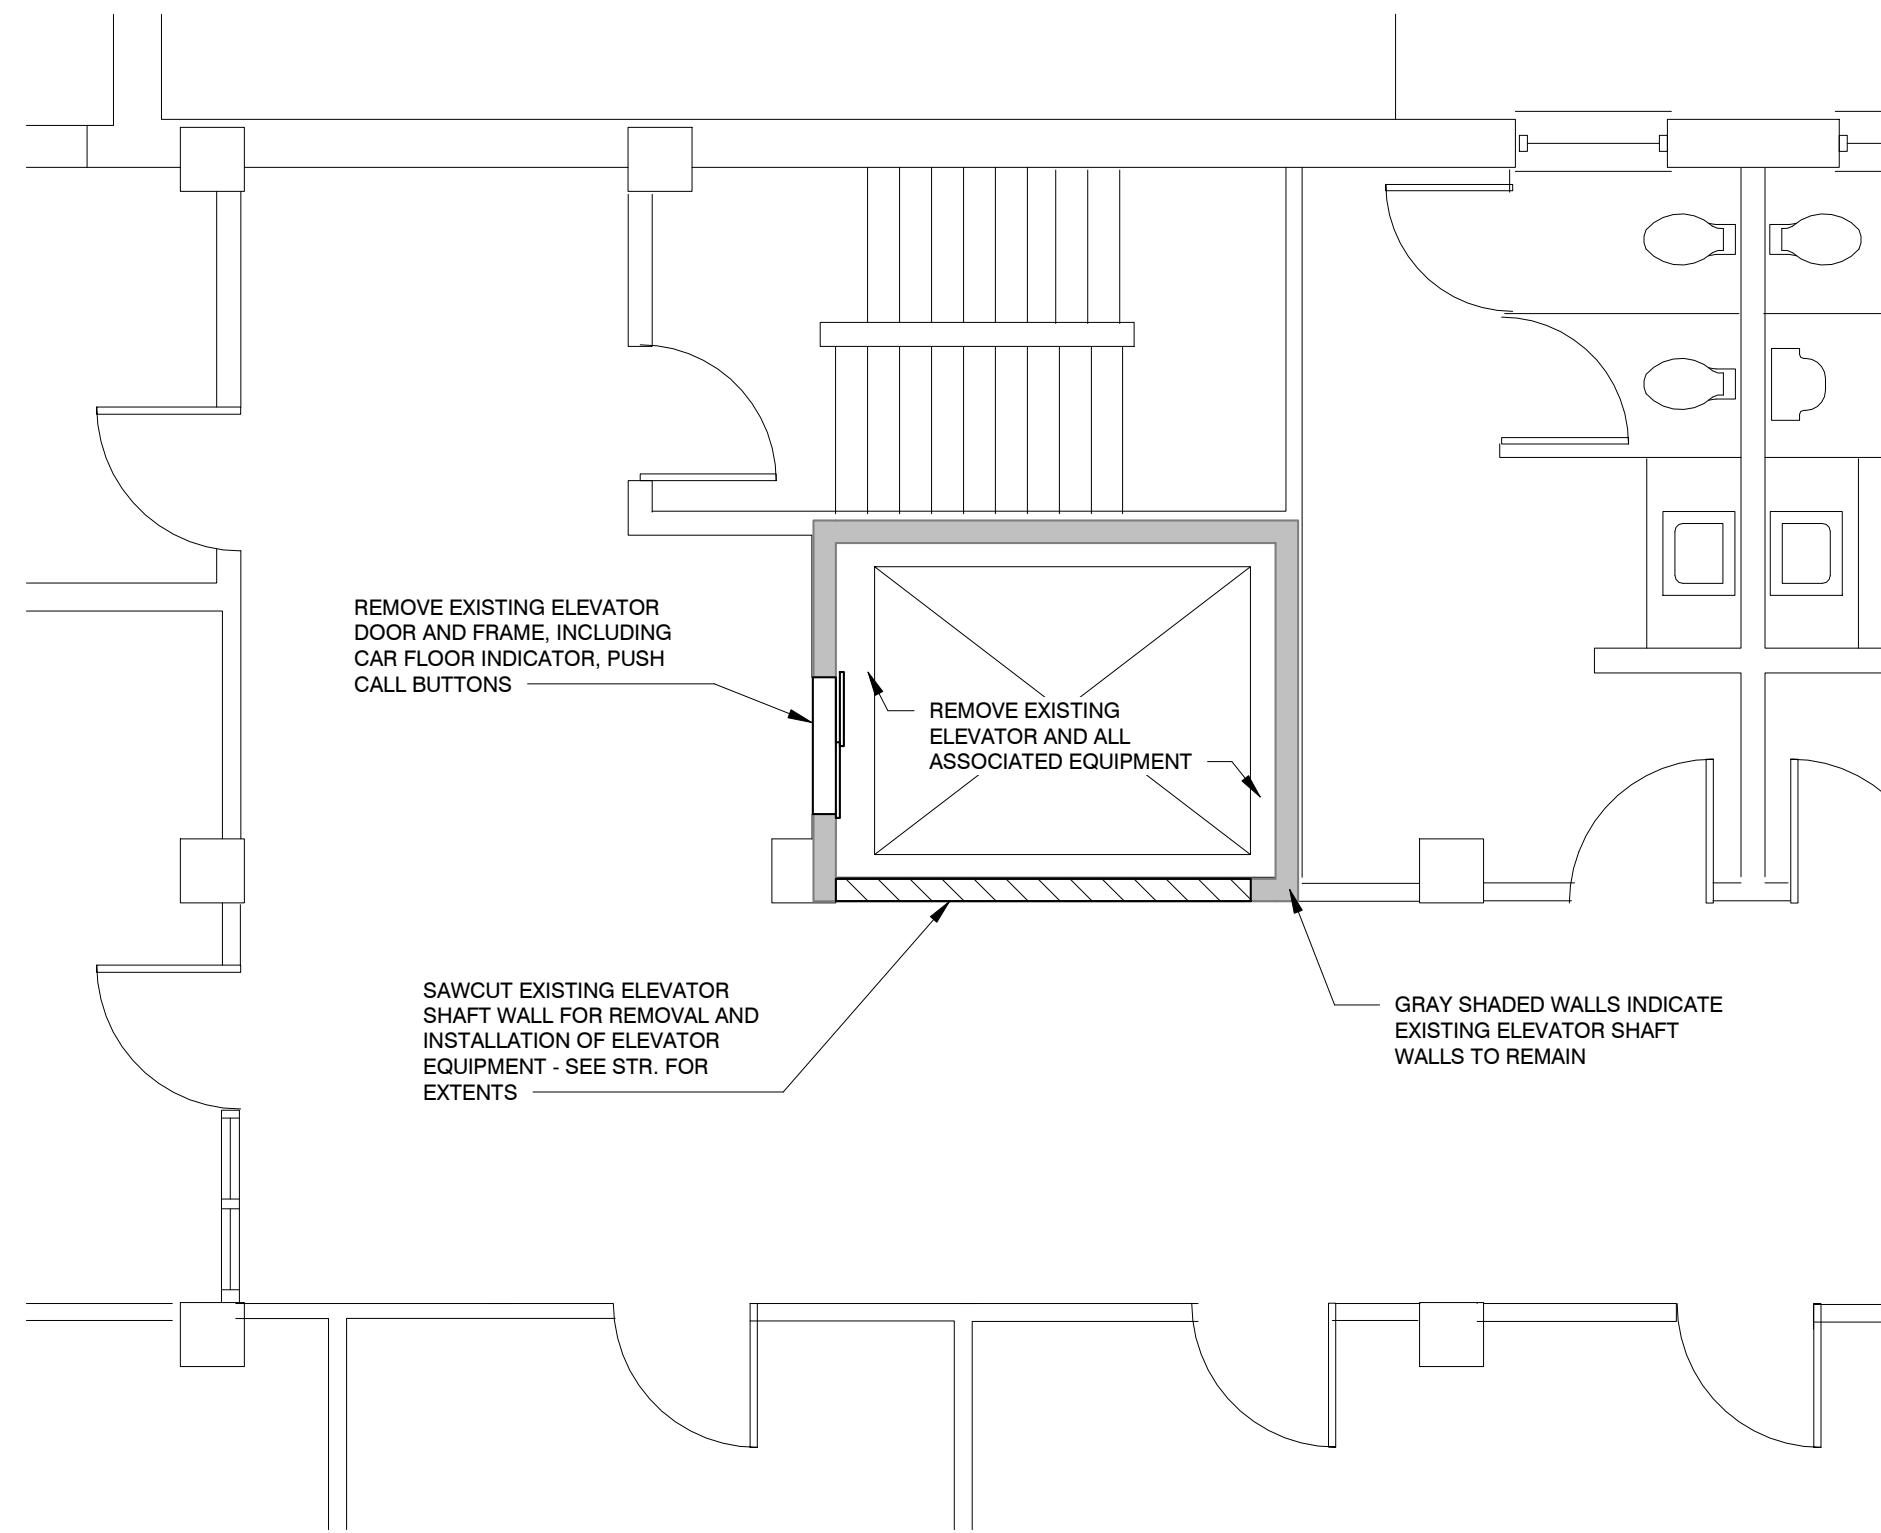 REMOVE EXISTING ELEVATOR
DOOR AND FRAME, INCLUDING
CAR FLOOR INDICATOR, PUSH
CALL BUTTONS
REMOVE EXISTING
ELEVATOR AND ALL
ASSOCIATED EQUIPMENT
SAWCUT EXISTING ELEVATOR
SHAFT WALL FOR REMOVAL AND
INSTALLATION OF ELEVATOR
EQUIPMENT - SEE STR. FOR
EXTENTS
GRAY SHADED WALLS INDICATE
EXISTING ELEVATOR SHAFT
WALLS TO REMAIN